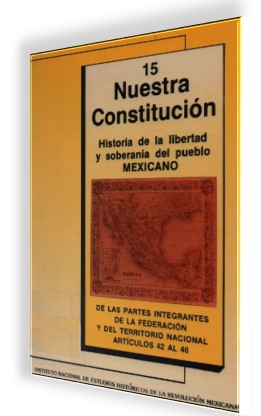 15
Nuestra
Constitución
Historia de la libertad
y soberanía del pueblo
MEXICANO
DE LAS PARTES INTEGRANTES
DE LA FEDERACIÓN
Y DEL TERRITORIO NACIONAL
ARTÍCULOS 42 AL 48
INSTITUTO NACIONAL DE ESTUDIOS HISTÓRICOS DE LA REVOLUCIÓN MEXICANA